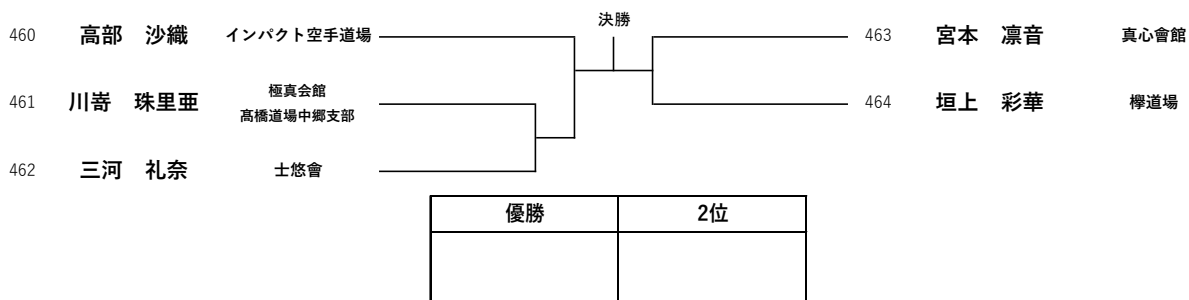 決勝
460 高部 沙織 インパクト空手道場
461 川嵜 珠里亜 極真会館
髙橋道場中郷支部
462 三河 礼奈 士悠會
463 宮本 凛音 真心會館
464 垣上 彩華 欅道場
優勝 2位